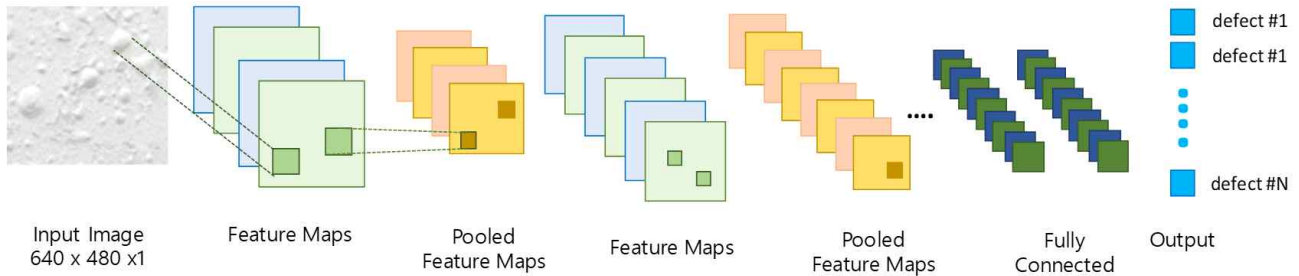 defect #1
defect #1
defect #N
Input Image
640 x 480 x1
Feature Maps
Pooled
Feature Maps
Feature Maps
Pooled
Feature Maps
Fully
Connected
Output